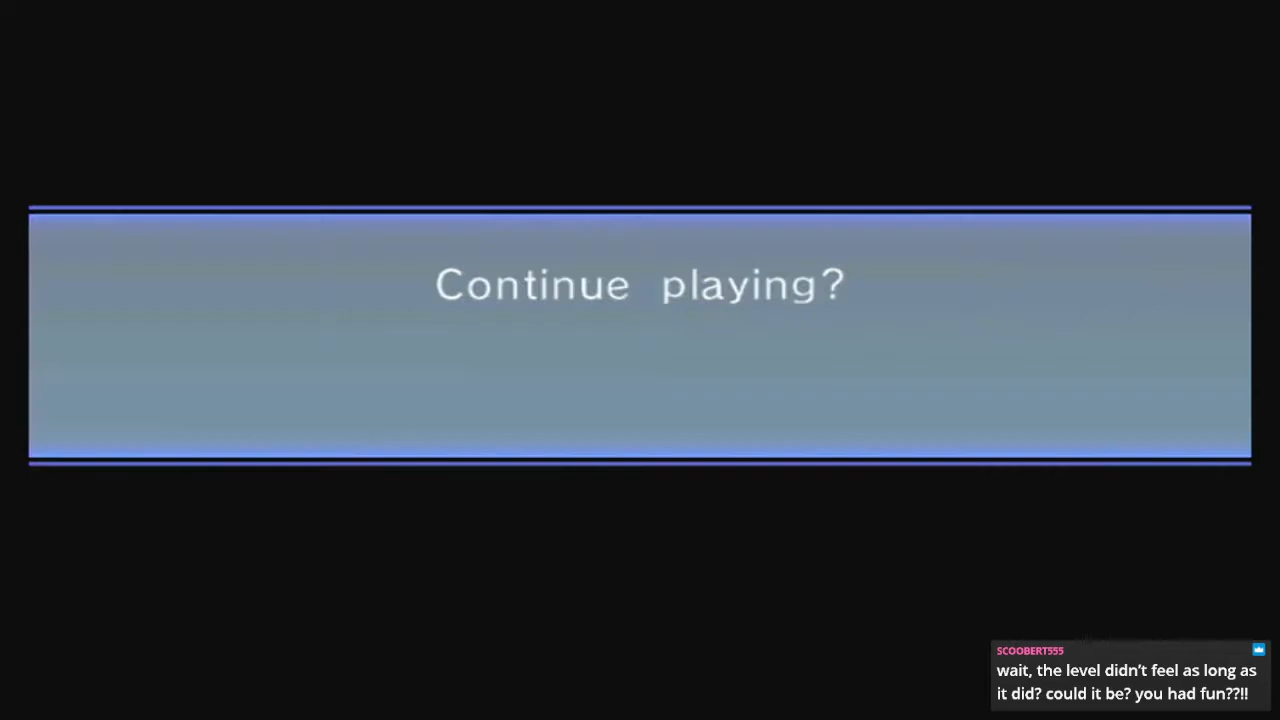 Continue playing?
SCOOBERT555
wait, the level didn't feel as long as
it did? could it be? you had fun??!!